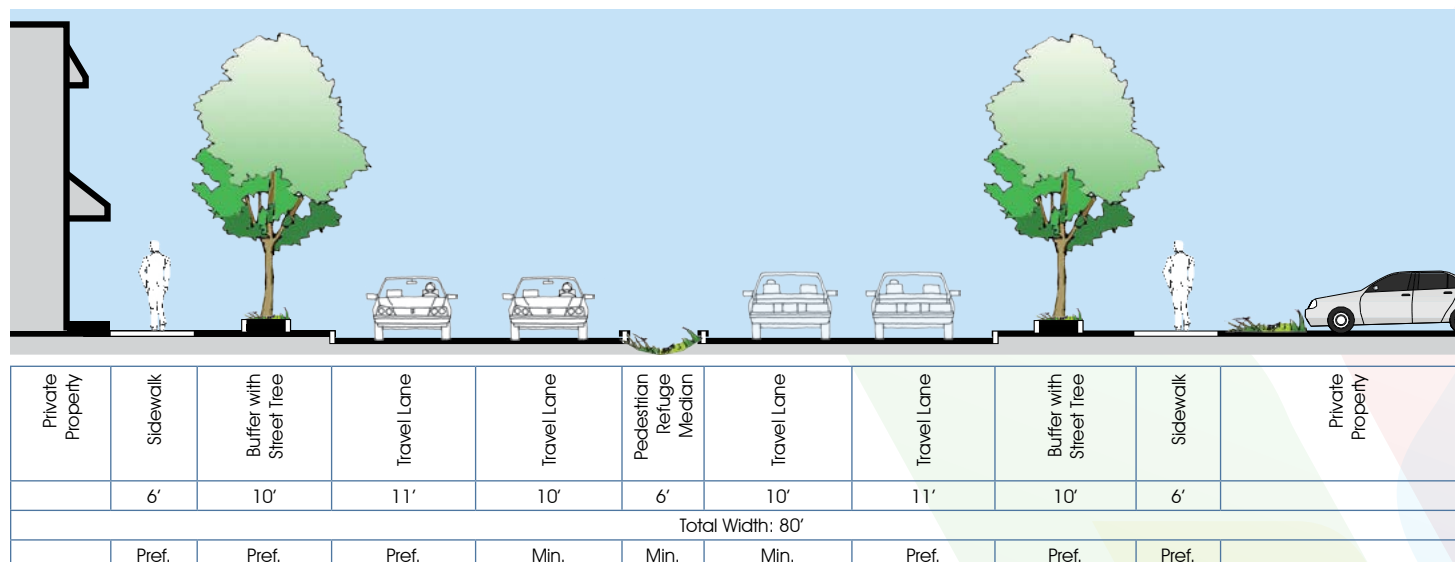 Private
Property
Sidewalk
Buffer with
Street Tree
Travel Lane
Travel Lane
Pedestrian
Refuge
Median
Travel Lane
Travel Lane
Buffer with
Street Tree
Sidewalk
Private
Property
6’ 10’ 11’ 10’ 6’ 10’ 11’ 10’ 6’
Total Width: 80’
Pref. Pref. Pref. Min. Min. Min. Pref. Pref. Pref.